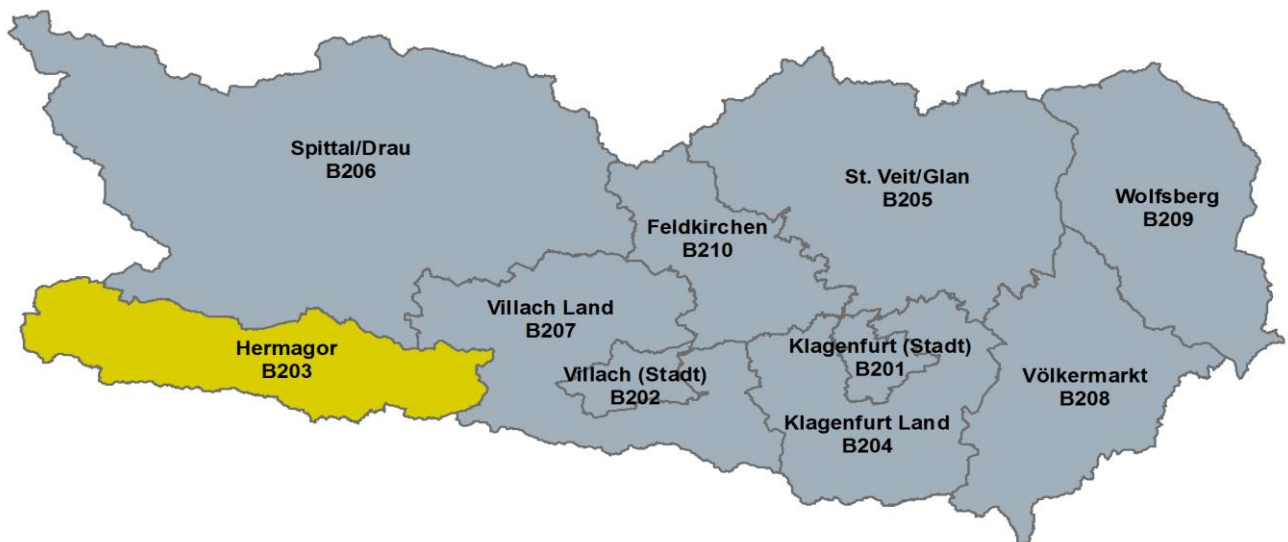 Spittal/Drau
B206
St. Veit/Glan
B205
Wolfsberg
B209
Feldkirchen
B210
Villach Land
B207
Hermagor
B203
Klagenfurt (Stadt)
B201
Villach (Stadt)
B202
Völkermarkt
B208
Klagenfurt Land
B204